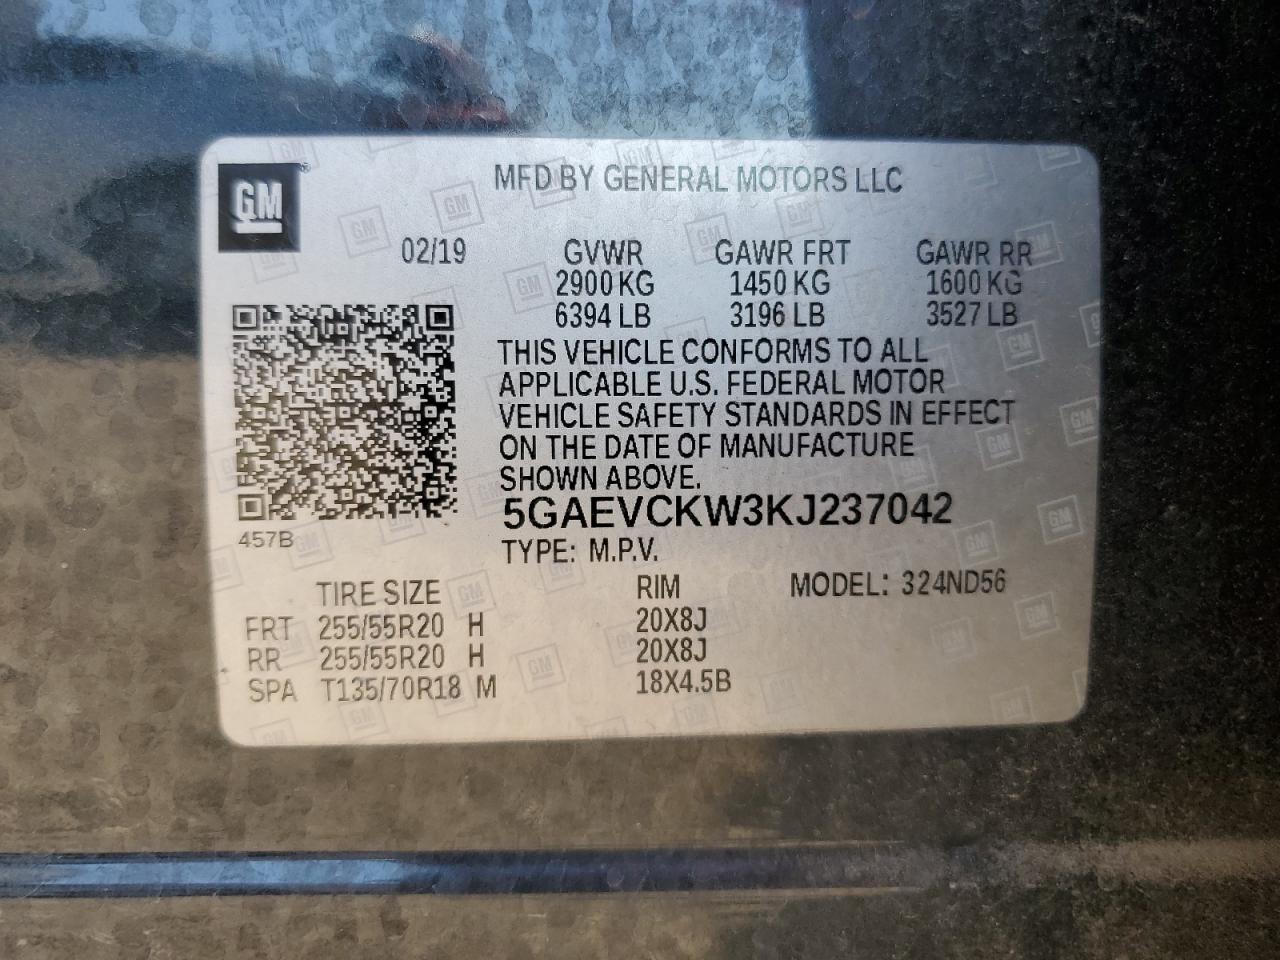 GM
MFD BY GENERAL MOTORS LLC
02/19 GVWR GAWR FRT GAWR RR
2900 KG 1450 KG 1600 KG
6394 LB 3196 LB 3527 LB
THIS VEHICLE CONFORMS TO ALL
APPLICABLE U.S. FEDERAL MOTOR
VEHICLE SAFETY STANDARDS IN EFFECT
ON THE DATE OF MANUFACTURE
SHOWN ABOVE.
5GAEVCKW3KJ237042
457B
TYPE: M.P.V.
TIRE SIZE RIM MODEL: 324ND56
FRT 255/55R20 H 20X8J
RR 255/55R20 H 20X8J
SPA T135/70R18 M 18X4.5B